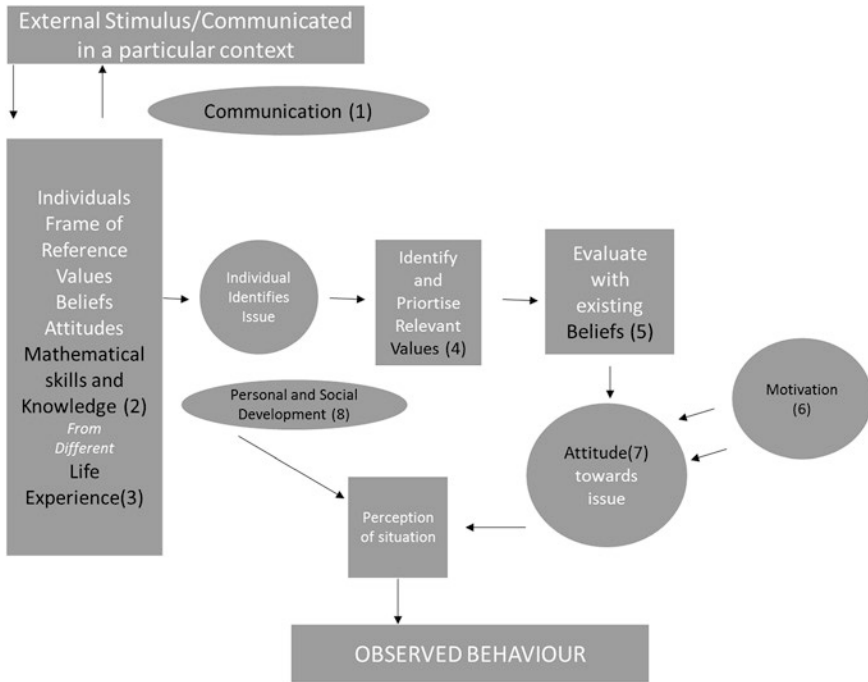 External Stimulus/Communicated
in a particular context
Communication (1)
Individuals
Frame of
Reference
Values
Beliefs
Attitudes
Mathematical
skills and
Knowledge (2)
From
Different
Life
Experience(3)
Individual
Identifies
Issue
Identify
and
Priortise
Relevant
Values (4)
Evaluate
with
existing
Beliefs (5)
Personal and Social
Development (8)
Motivation
(6)
Attitude(7)
towards
issue
Perception
of situation
OBSERVED BEHAVIOUR